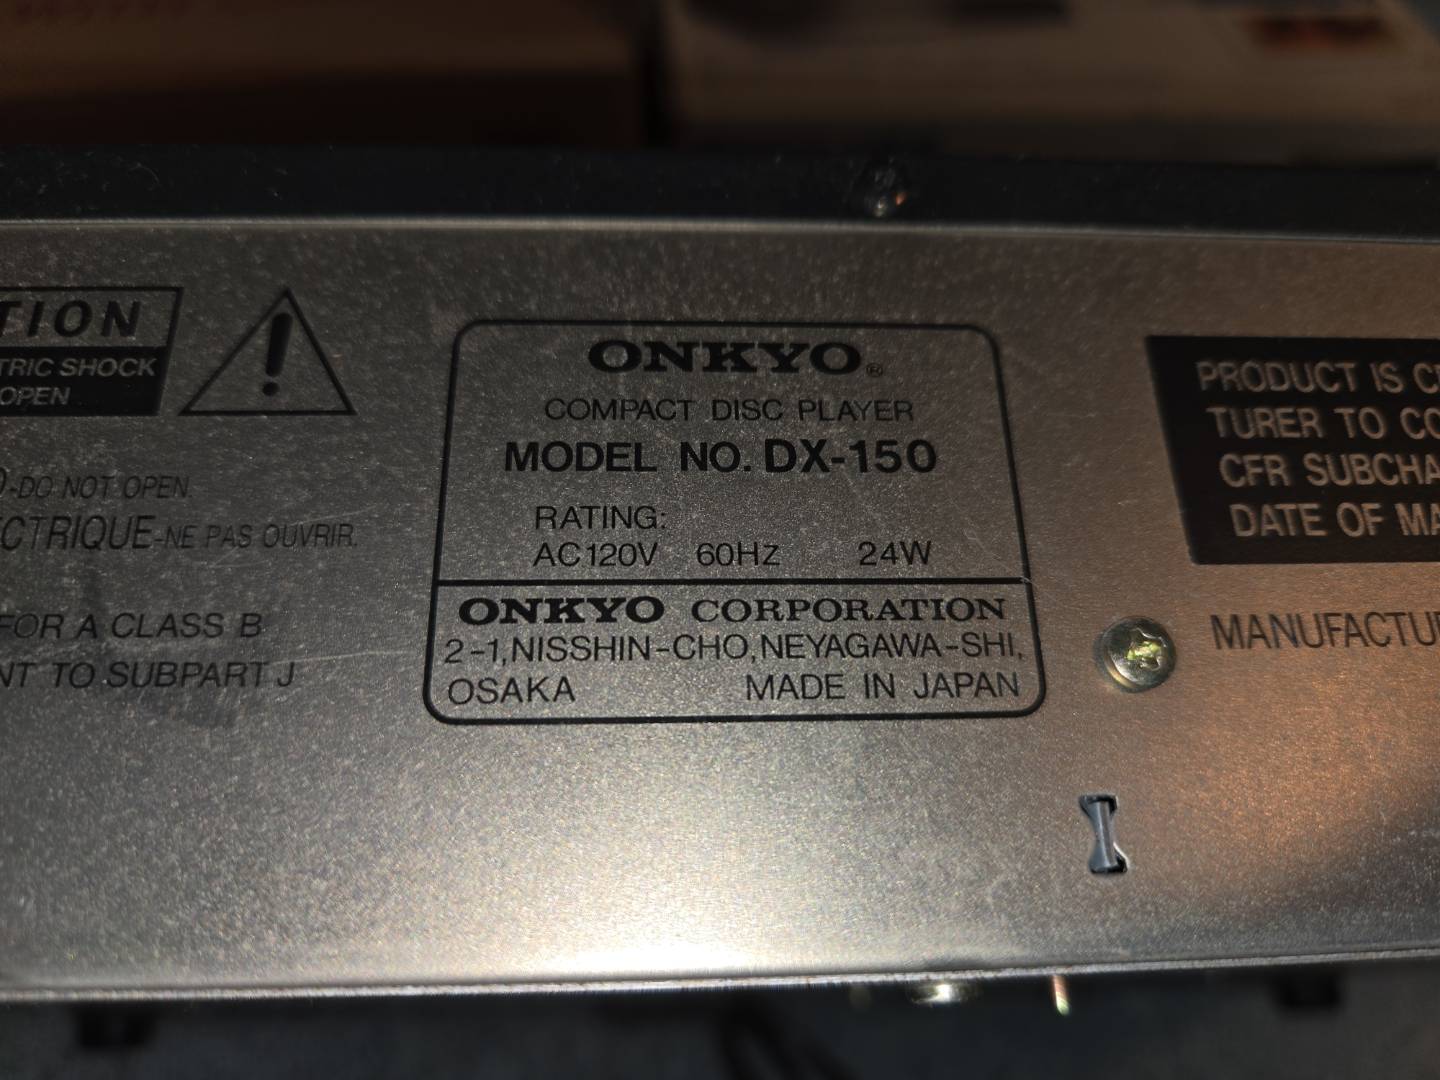 TION
TRIC SHOCK
OPEN
-DO NOT OPEN.
CTRIQUE-NE PAS OUVRIR.
FOR A CLASS B
NT TO SUBPART J
ONKYO®
COMPACT DISC PLAYER
MODEL NO. DX-150
RATING:
AC120V 60Hz 24W
ONKYO CORPORATION
2-1,NISSHIN-CHO,NEYAGAWA-SHI,
OSAKA MADE IN JAPAN
PRODUCT IS C
TURER TO CO
CFR SUBCHA
DATE OF MA
MANUFACTU